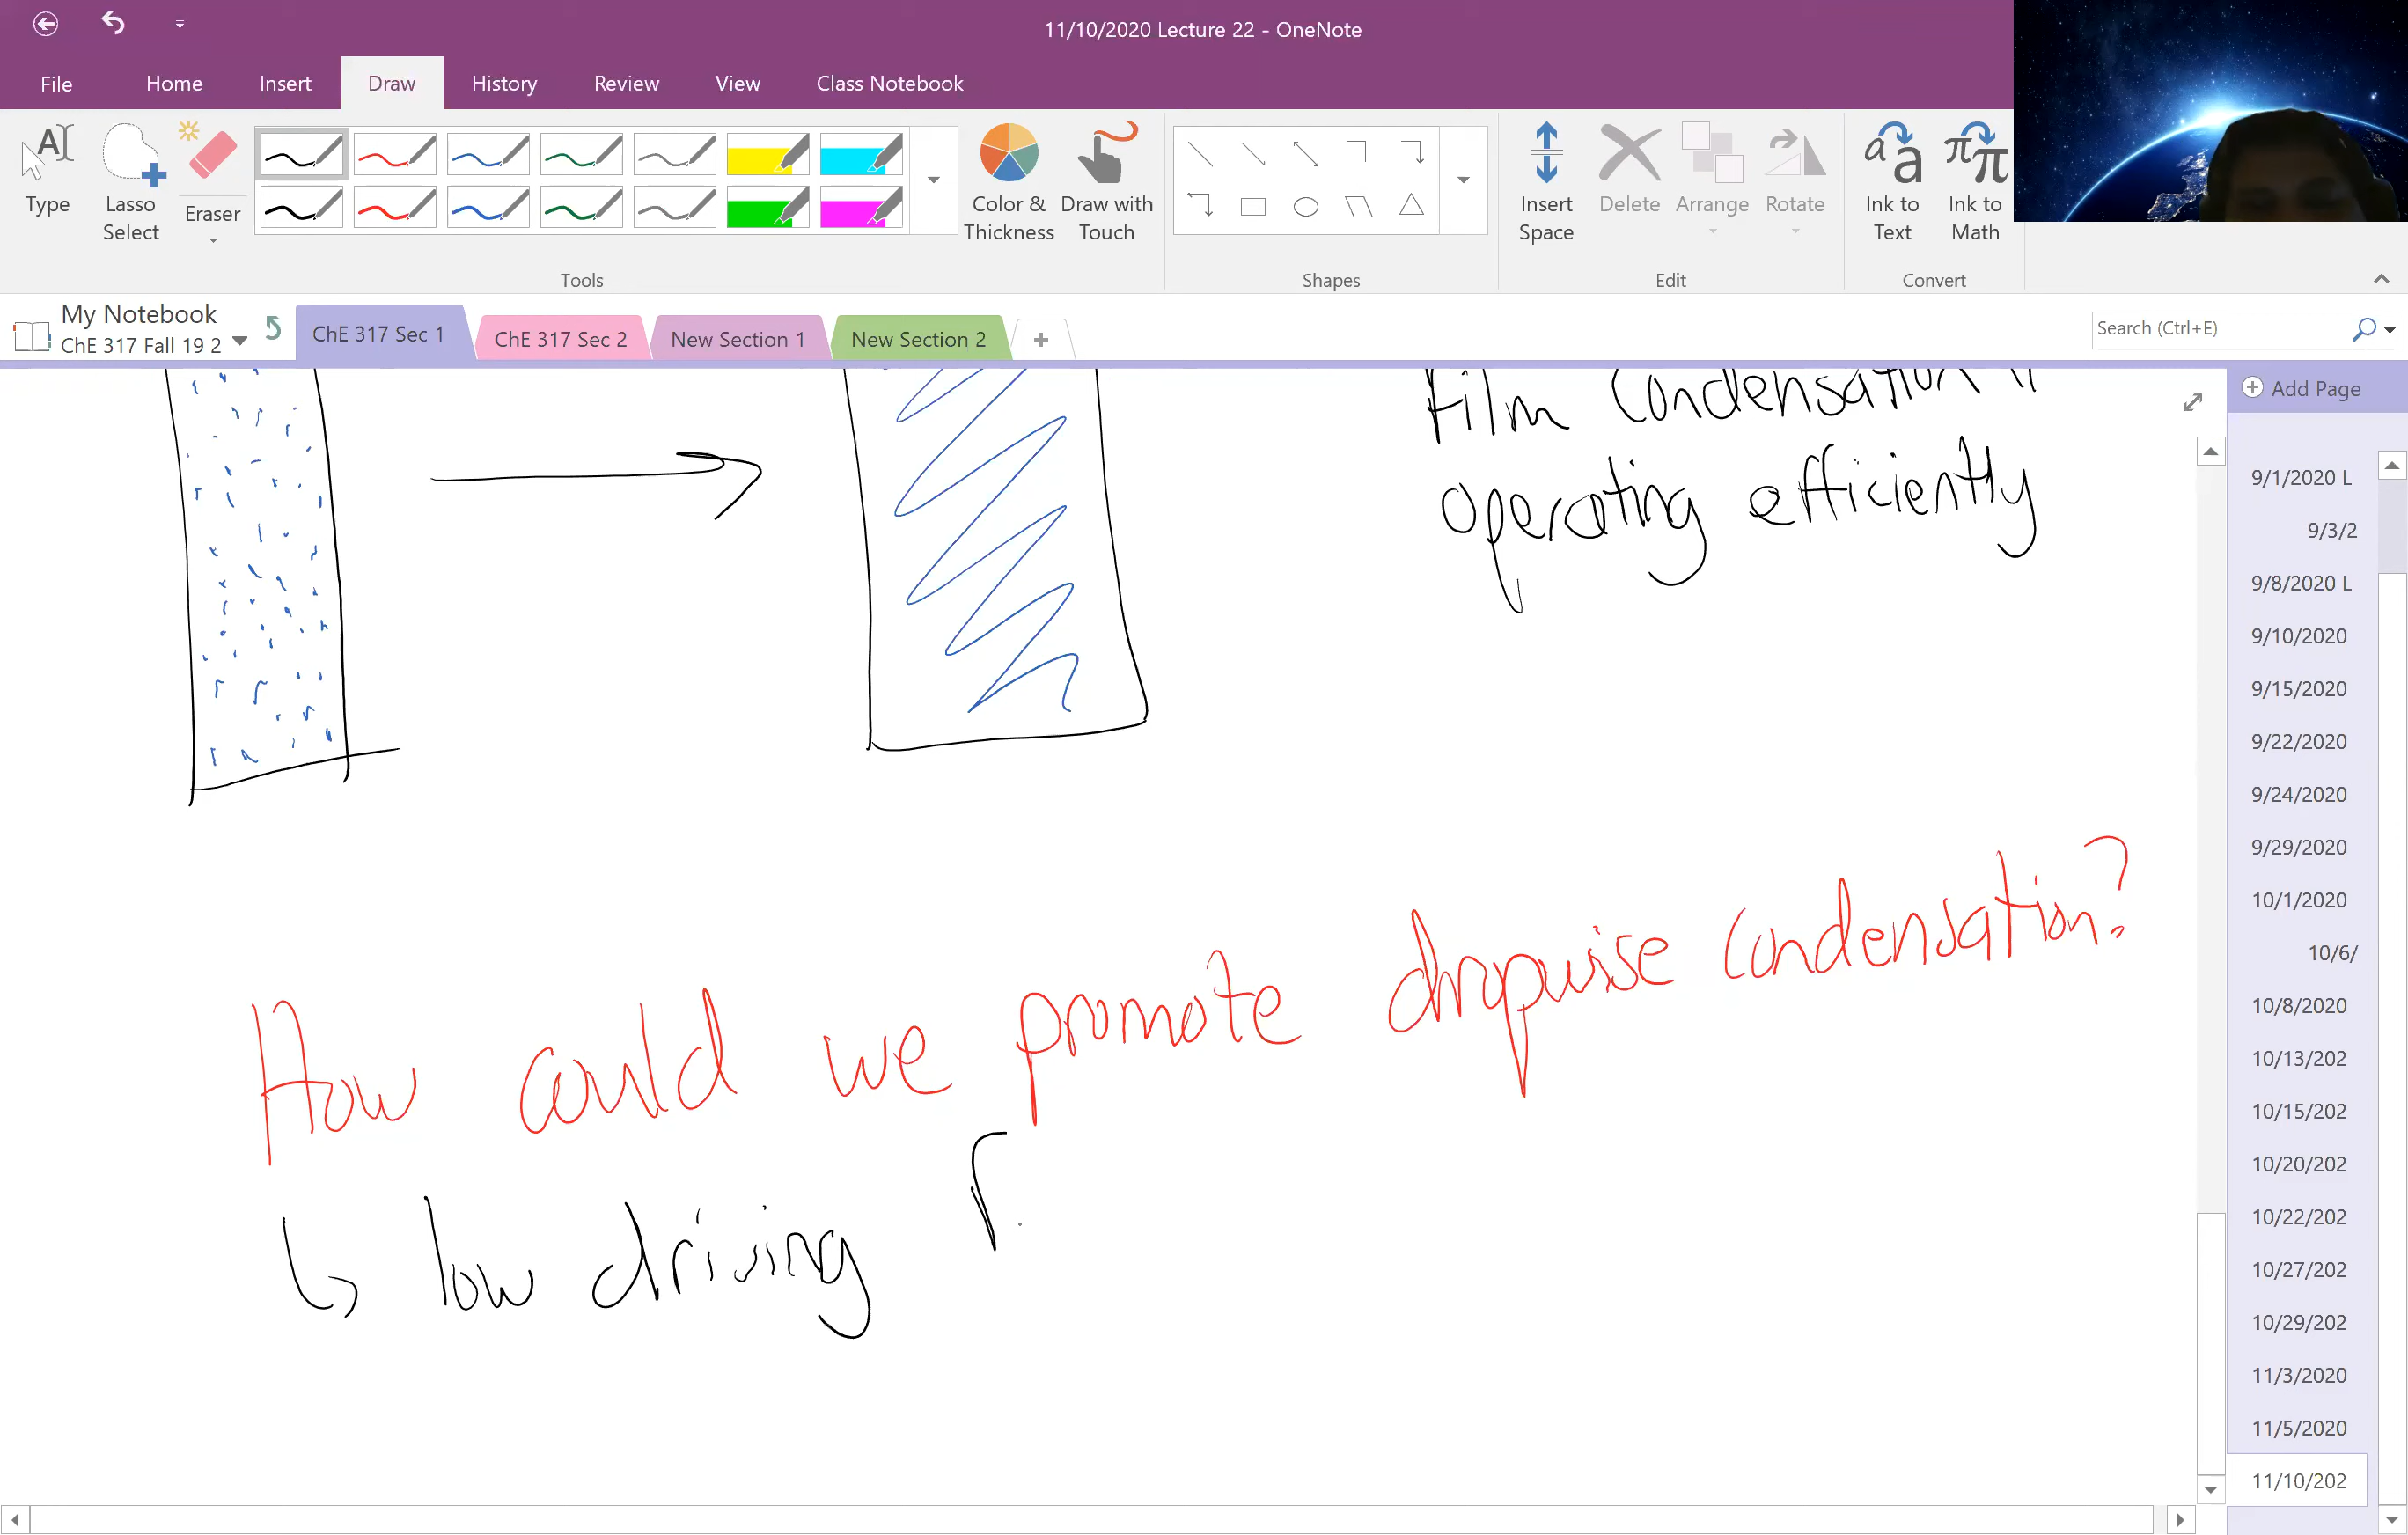 11/10/2020 Lecture 22 - OneNote
File Home Insert Draw History Review View Class Notebook
Type
Lasso Select
Eraser
Color & Thickness
Draw with Touch
Insert Space
Delete
Arrange
Rotate
Ink to Text
Ink to Math
Tools
Shapes
Edit
Convert
My Notebook
ChE 317 Fall 19 2
ChE 317 Sec 1
ChE 317 Sec 2
New Section 1
New Section 2
Search (Ctrl+E)
Add Page
film condensation
operating efficiently
How could we promote dropwise condensation?
low driving
9/1/2020 L
9/3/2
9/8/2020 L
9/10/2020
9/15/2020
9/22/2020
9/24/2020
9/29/2020
10/1/2020
10/6/
10/8/2020
10/13/202
10/15/202
10/20/202
10/22/202
10/27/202
10/29/202
11/3/2020
11/5/2020
11/10/202